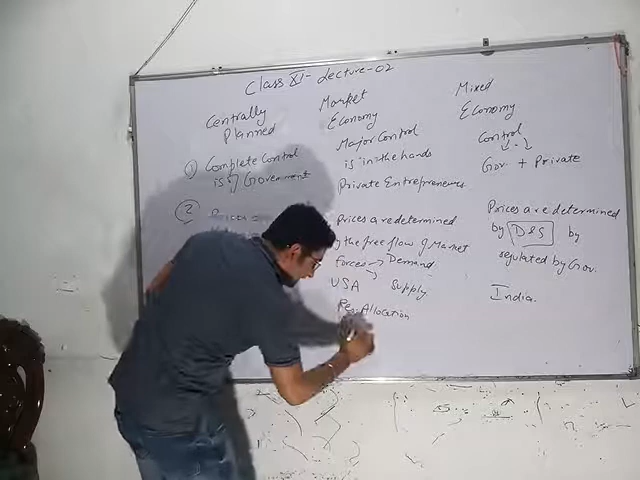 Class XI - Lecture-02
Centrally
Planned
① Complete Control
is of Government
②
Market
Economy
Major Control
is in the hands
Private Entrepreneurs
Prices are determined
by the free flow of Market
Forces → Demand
Supply
USA
Res. Allocation
Mixed
Economy
Control
Gov. + Private
Prices are determined
by D&S by
regulated by Gov.
India.